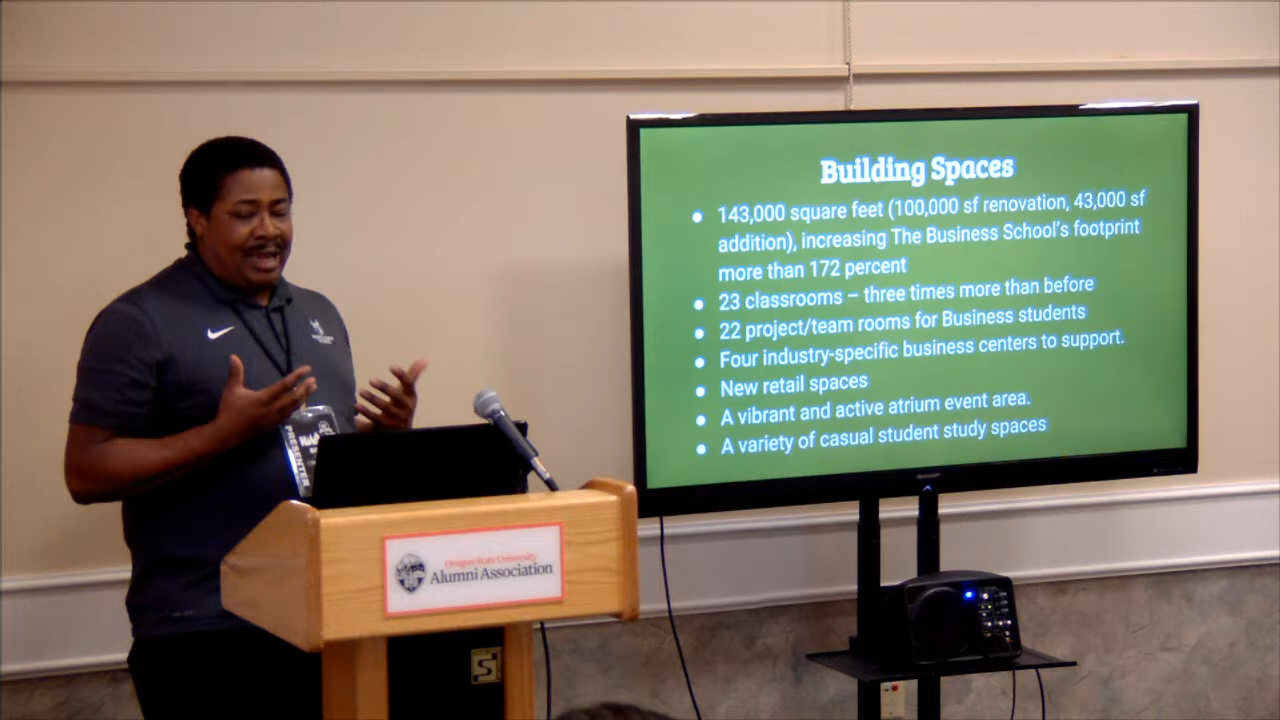 Building Spaces
• 143,000 square feet (100,000 sf renovation, 43,000 sf
addition), increasing The Business School's footprint
more than 172 percent
• 23 classrooms – three times more than before
• 22 project/team rooms for Business students
• Four industry-specific business centers to support.
• New retail spaces
• A vibrant and active atrium event area.
• A variety of casual student study spaces
SHARP
PRESENTER
Oregon State University
Alumni Association
S